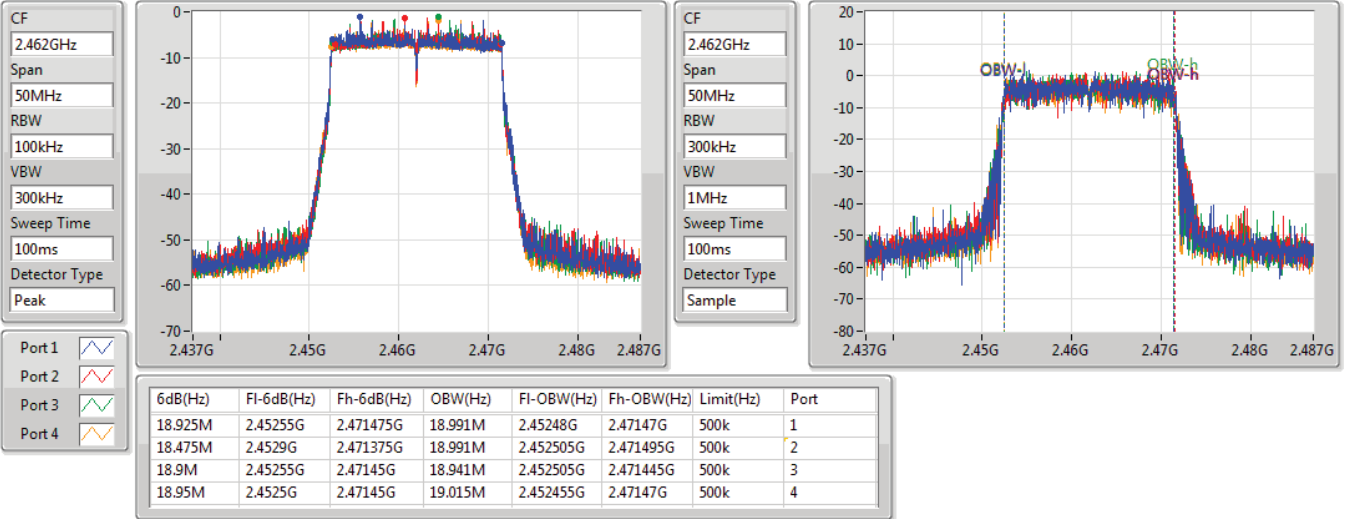 CF
2.462GHz
Span
50MHz
RBW
100kHz
VBW
300kHz
Sweep Time
100ms
Detector Type
Peak
Port 1
Port 2
Port 3
Port 4
0
-10
-20
-30
-40
-50
-60
-70
2.437G 2.45G 2.46G 2.47G 2.48G 2.487G
CF
2.462GHz
Span
50MHz
RBW
300kHz
VBW
1MHz
Sweep Time
100ms
Detector Type
Sample
20
10
0
-10
-20
-30
-40
-50
-60
-70
-80
OBW-l
OBW-h
OBW-h
2.437G 2.45G 2.46G 2.47G 2.48G 2.487G
6dB(Hz) Fl-6dB(Hz) Fh-6dB(Hz) OBW(Hz) Fl-OBW(Hz) Fh-OBW(Hz) Limit(Hz) Port
18.925M 2.45255G 2.471475G 18.991M 2.45248G 2.47147G 500k 1
18.475M 2.4529G 2.471375G 18.991M 2.452505G 2.471495G 500k 2
18.9M 2.45255G 2.47145G 18.941M 2.452505G 2.471445G 500k 3
18.95M 2.4525G 2.47145G 19.015M 2.452455G 2.47147G 500k 4